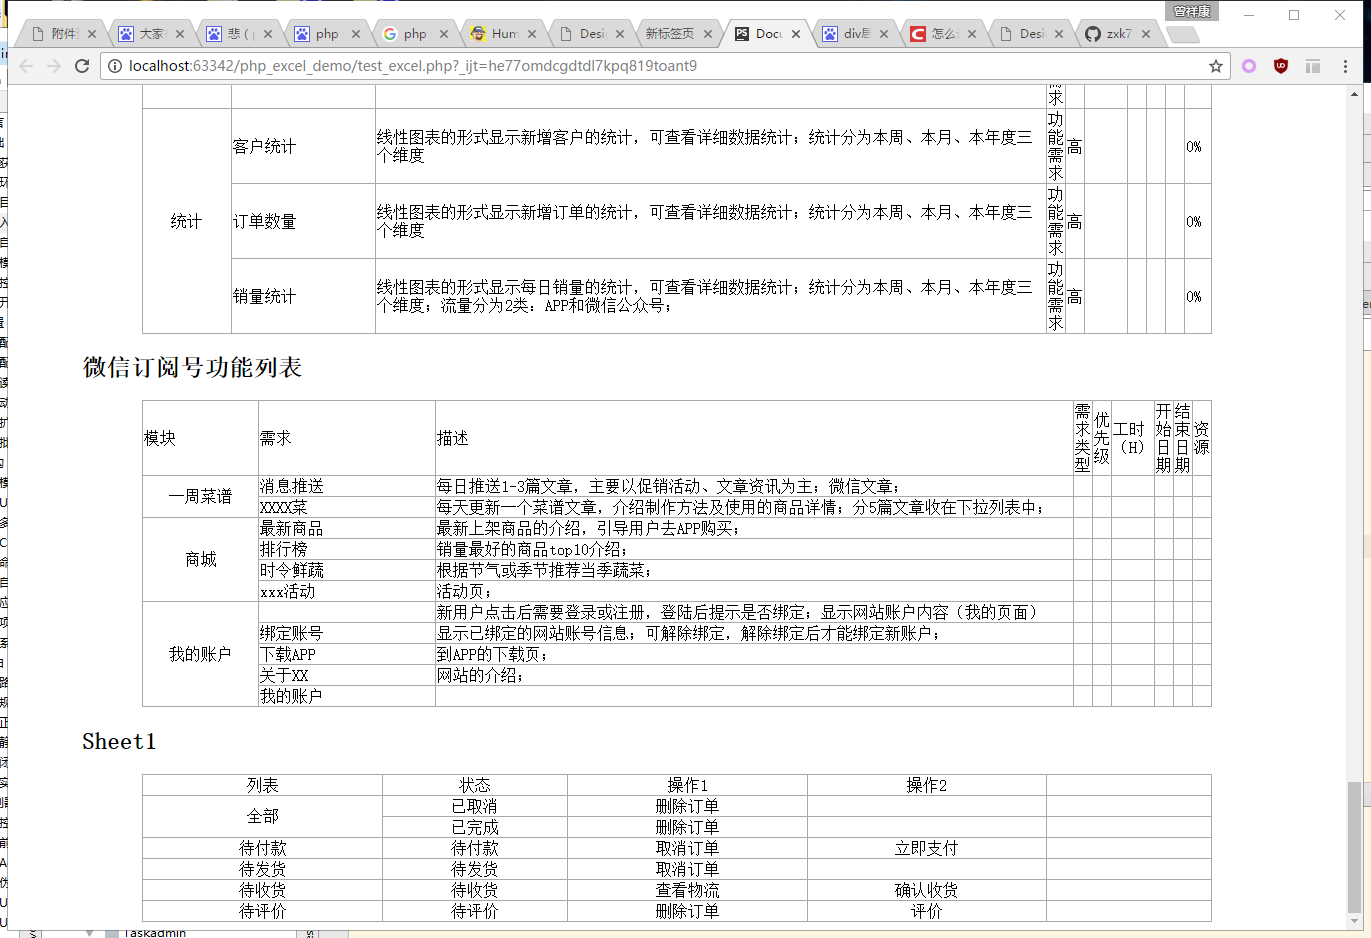 曾祥康
附件
大家
悲 (
php
php
Hum
Desi
新标签页
Docu
div居
怎么
Desi
zxk7
localhost:63342/php_excel_demo/test_excel.php?_ijt=he77omdcgdtdl7kpq819toant9
求
统计
客户统计
线性图表的形式显示新增客户的统计，可查看详细数据统计；统计分为本周、本月、本年度三
个维度
功能需求
高
0%
订单数量
线性图表的形式显示新增订单的统计，可查看详细数据统计；统计分为本周、本月、本年度三
个维度
功能需求
高
0%
销量统计
线性图表的形式显示每日销量的统计，可查看详细数据统计；统计分为本周、本月、本年度三
个维度；流量分为2类：APP和微信公众号；
功能需求
高
0%
微信订阅号功能列表
模块
需求
描述
需求类型
优先级
工时
（H）
开始日期
结束日期
资源
一周菜谱
消息推送
每日推送1-3篇文章，主要以促销活动、文章资讯为主；微信文章；
XXXX菜
每天更新一个菜谱文章，介绍制作方法及使用的商品详情；分5篇文章收在下拉列表中；
商城
最新商品
最新上架商品的介绍，引导用户去APP购买；
排行榜
销量最好的商品top10介绍；
时令鲜蔬
根据节气或季节推荐当季蔬菜；
xxx活动
活动页；
我的账户
新用户点击后需要登录或注册，登陆后提示是否绑定；显示网站账户内容（我的页面）
绑定账号
显示已绑定的网站账号信息；可解除绑定，解除绑定后才能绑定新账户；
下载APP
到APP的下载页；
关于XX
网站的介绍；
我的账户
Sheet1
列表
状态
操作1
操作2
全部
已取消
删除订单
已完成
删除订单
待付款
待付款
取消订单
立即支付
待发货
待发货
取消订单
待收货
待收货
查看物流
确认收货
待评价
待评价
删除订单
评价
Taskadmin